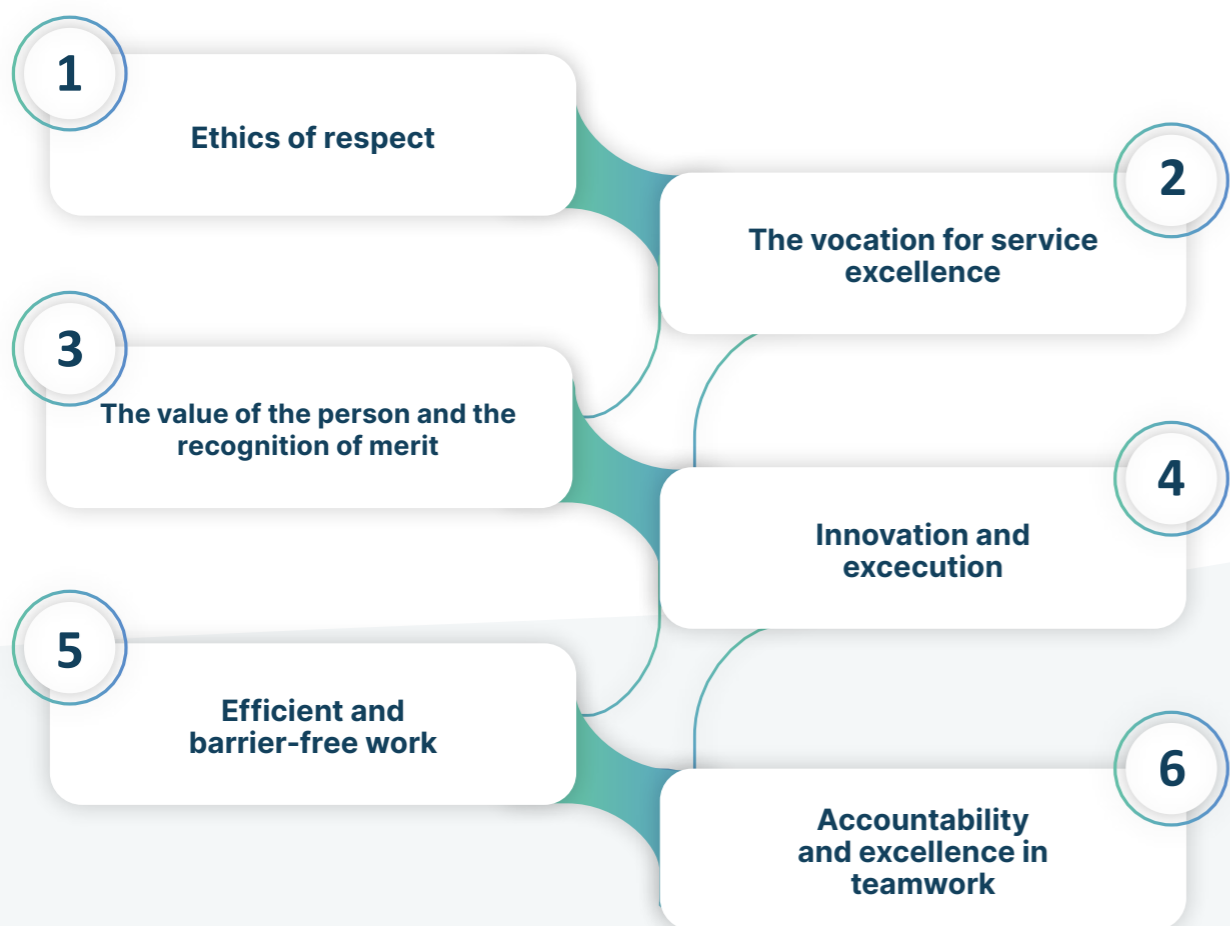 1
Ethics of respect
2
The vocation for service
excellence
3
The value of the person and the
recognition of merit
4
Innovation and
excecution
5
Efficient and
barrier-free work
6
Accountability
and excellence in
teamwork